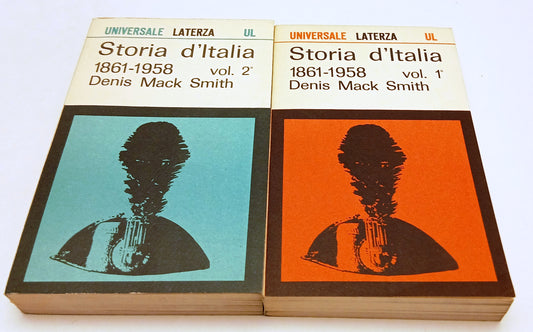 UNIVERSALE LATERZA UL
Storia d'Italia
1861-1958 vol. 2°
Denis Mack Smith
UNIVERSALE LATERZA UL
Storia d'Italia
1861-1958 vol. 1°
Denis Mack Smith